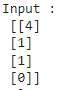 Input :
[[4]
[1]
[1]
[0]]